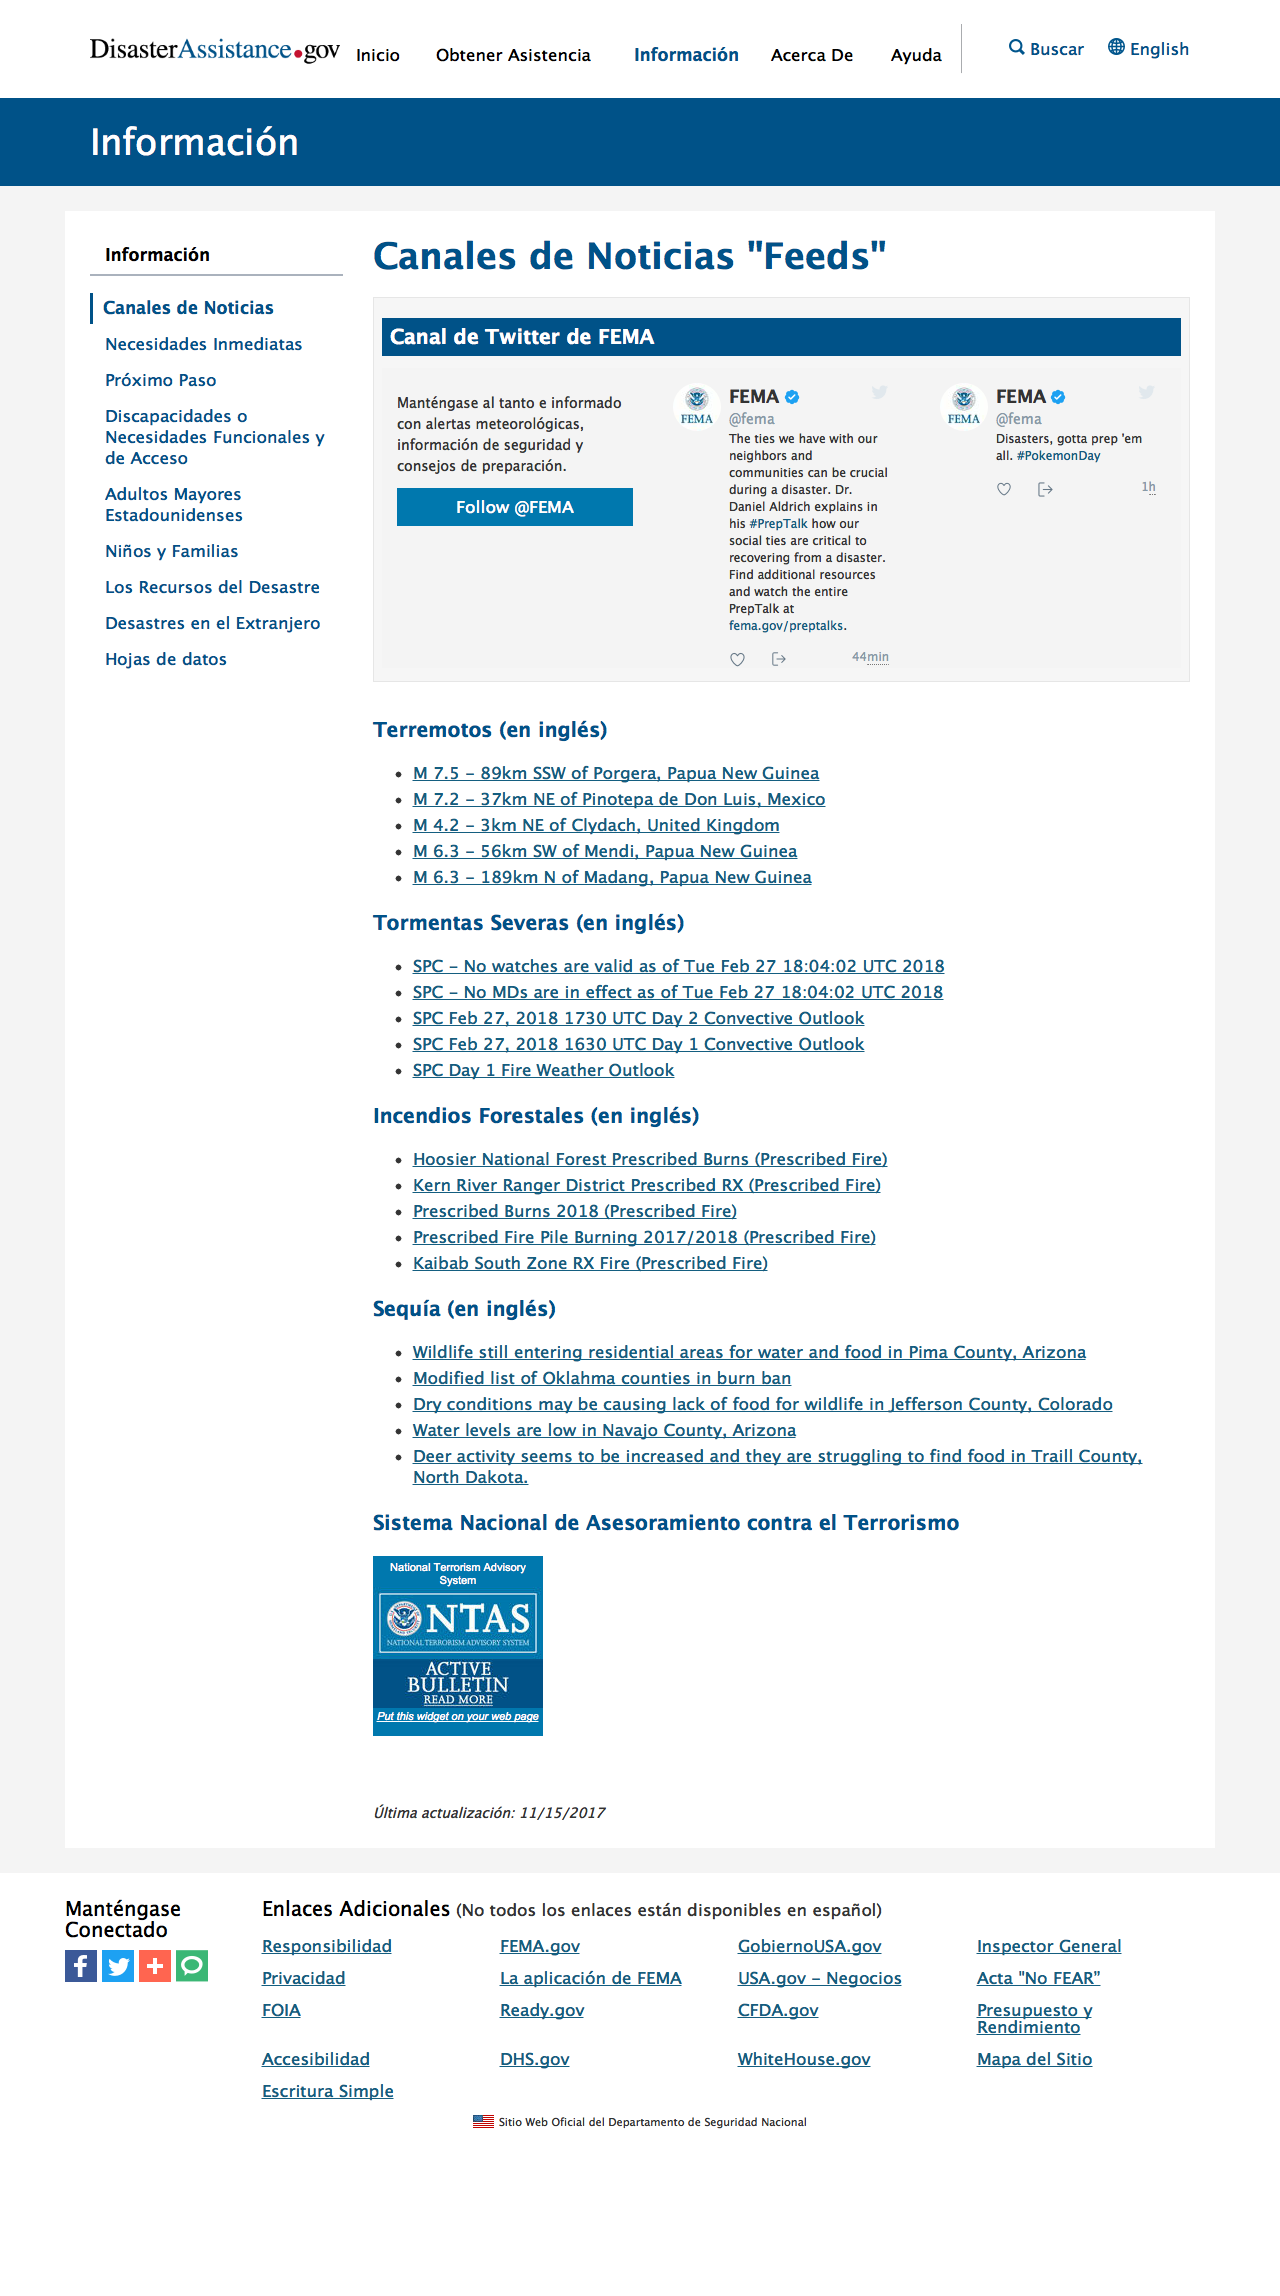 DisasterAssistance.gov
Inicio
Obtener Asistencia
Información
Acerca De
Ayuda
Buscar
English
Información
Información
Canales de Noticias
Necesidades Inmediatas
Próximo Paso
Discapacidades o
Necesidades Funcionales y
de Acceso
Adultos Mayores
Estadounidenses
Niños y Familias
Los Recursos del Desastre
Desastres en el Extranjero
Hojas de datos
Canales de Noticias "Feeds"
Canal de Twitter de FEMA
Manténgase al tanto e informado
con alertas meteorológicas,
información de seguridad y
consejos de preparación.
Follow @FEMA
FEMA
FEMA
@fema
The ties we have with our
neighbors and
communities can be crucial
during a disaster. Dr.
Daniel Aldrich explains in
his #PrepTalk how our
social ties are critical to
recovering from a disaster.
Find additional resources
and watch the entire
PrepTalk at
fema.gov/preptalks.
44min
FEMA
FEMA
@fema
Disasters, gotta prep 'em
all. #PokemonDay
1h
Terremotos (en inglés)
M 7.5 - 89km SSW of Porgera, Papua New Guinea
M 7.2 - 37km NE of Pinotepa de Don Luis, Mexico
M 4.2 - 3km NE of Clydach, United Kingdom
M 6.3 - 56km SW of Mendi, Papua New Guinea
M 6.3 - 189km N of Madang, Papua New Guinea
Tormentas Severas (en inglés)
SPC - No watches are valid as of Tue Feb 27 18:04:02 UTC 2018
SPC - No MDs are in effect as of Tue Feb 27 18:04:02 UTC 2018
SPC Feb 27, 2018 1730 UTC Day 2 Convective Outlook
SPC Feb 27, 2018 1630 UTC Day 1 Convective Outlook
SPC Day 1 Fire Weather Outlook
Incendios Forestales (en inglés)
Hoosier National Forest Prescribed Burns (Prescribed Fire)
Kern River Ranger District Prescribed RX (Prescribed Fire)
Prescribed Burns 2018 (Prescribed Fire)
Prescribed Fire Pile Burning 2017/2018 (Prescribed Fire)
Kaibab South Zone RX Fire (Prescribed Fire)
Sequía (en inglés)
Wildlife still entering residential areas for water and food in Pima County, Arizona
Modified list of Oklahma counties in burn ban
Dry conditions may be causing lack of food for wildlife in Jefferson County, Colorado
Water levels are low in Navajo County, Arizona
Deer activity seems to be increased and they are struggling to find food in Traill County,
North Dakota.
Sistema Nacional de Asesoramiento contra el Terrorismo
National Terrorism Advisory
System
NTAS
NATIONAL TERRORISM ADVISORY SYSTEM
ACTIVE
BULLETIN
READ MORE
Put this widget on your web page
Última actualización: 11/15/2017
Manténgase
Conectado
Enlaces Adicionales (No todos los enlaces están disponibles en español)
Responsibilidad
FEMA.gov
GobiernoUSA.gov
Inspector General
Privacidad
La aplicación de FEMA
USA.gov - Negocios
Acta "No FEAR”
FOIA
Ready.gov
CFDA.gov
Presupuesto y
Rendimiento
Accesibilidad
DHS.gov
WhiteHouse.gov
Mapa del Sitio
Escritura Simple
Sitio Web Oficial del Departamento de Seguridad Nacional